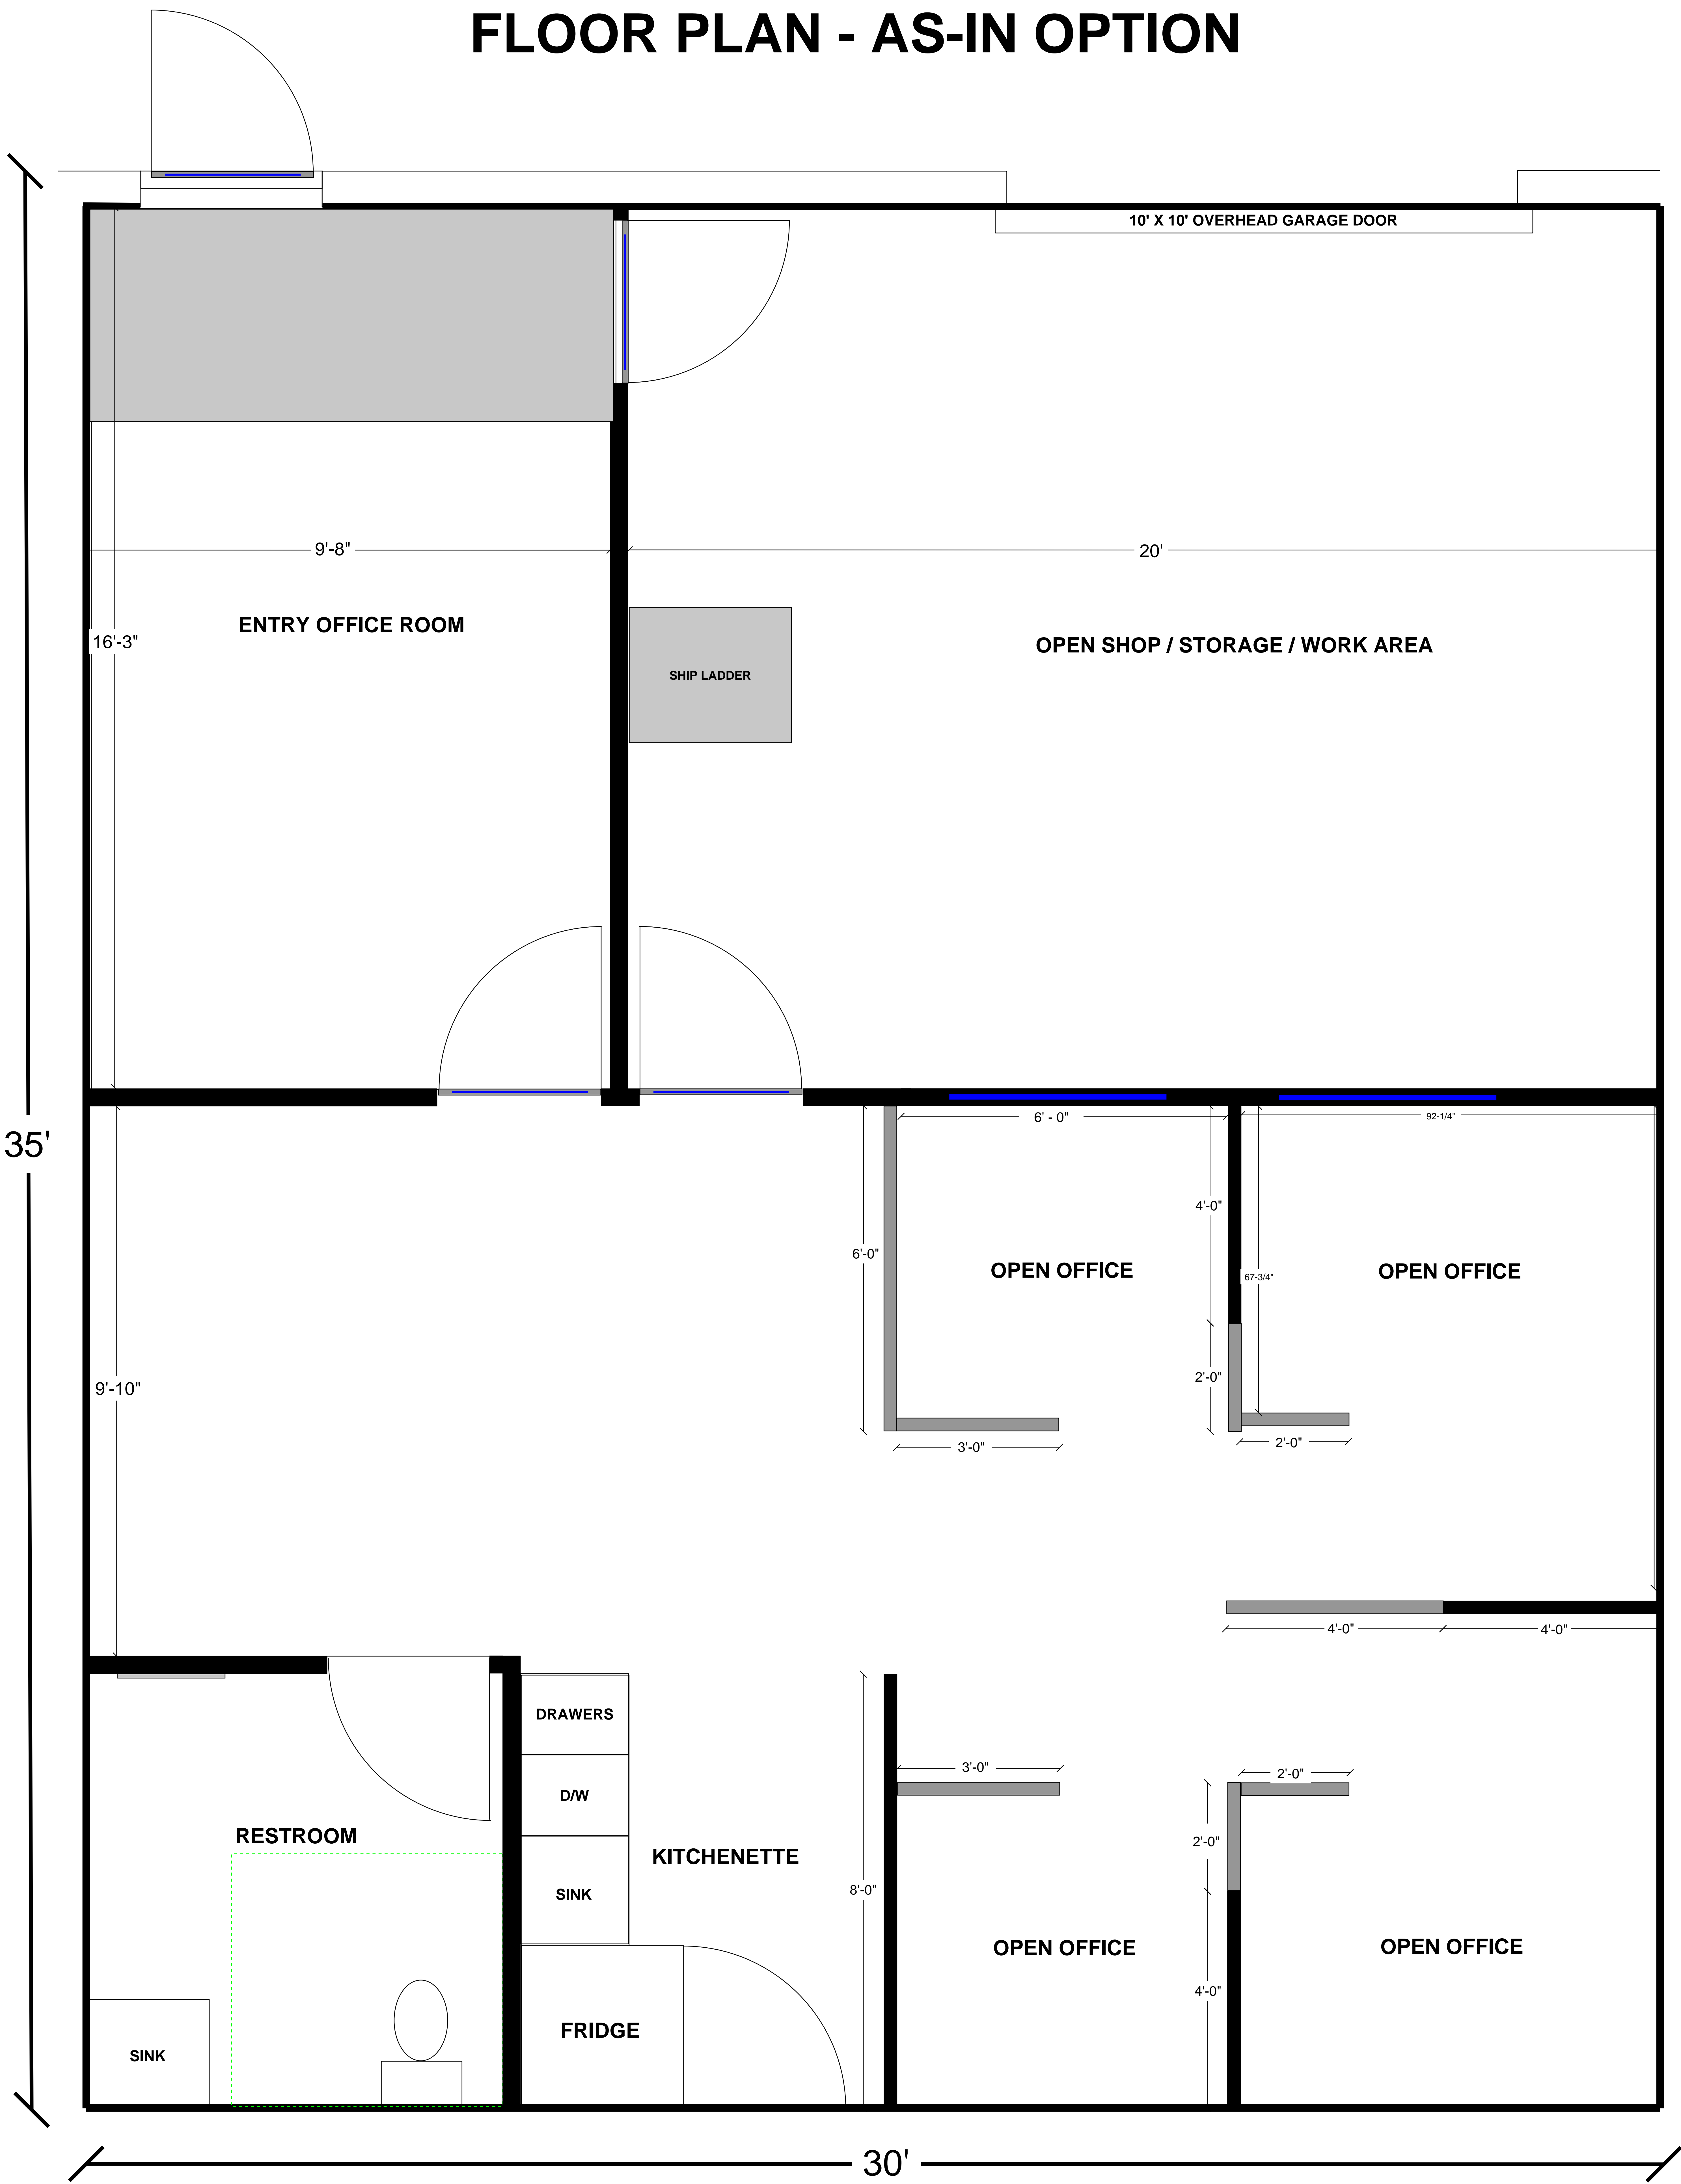 FLOOR PLAN - AS-IN OPTION
10' X 10' OVERHEAD GARAGE DOOR
9'-8"
20'
ENTRY OFFICE ROOM
16'-3"
OPEN SHOP / STORAGE / WORK AREA
SHIP LADDER
35'
6' - 0"
92-1/4"
4'-0"
6'-0"
OPEN OFFICE
67-3/4"
OPEN OFFICE
9'-10"
2'-0"
3'-0"
2'-0"
4'-0"
4'-0"
DRAWERS
3'-0"
2'-0"
D/W
RESTROOM
2'-0"
KITCHENETTE
8'-0"
SINK
OPEN OFFICE
OPEN OFFICE
4'-0"
FRIDGE
SINK
30'